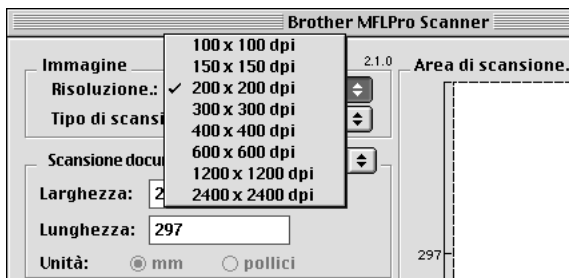 Brother MFLPro Scanner
100 x 100 dpi
150 x 150 dpi
✓ 200 x 200 dpi
300 x 300 dpi
400 x 400 dpi
600 x 600 dpi
1200 x 1200 dpi
2400 x 2400 dpi
Immagine
2.1.0
Risoluzione.:
Tipo di scansi
Scansione docu
Larghezza: 2
Lunghezza: 297
Unità: mm pollici
Area di scansione.
297